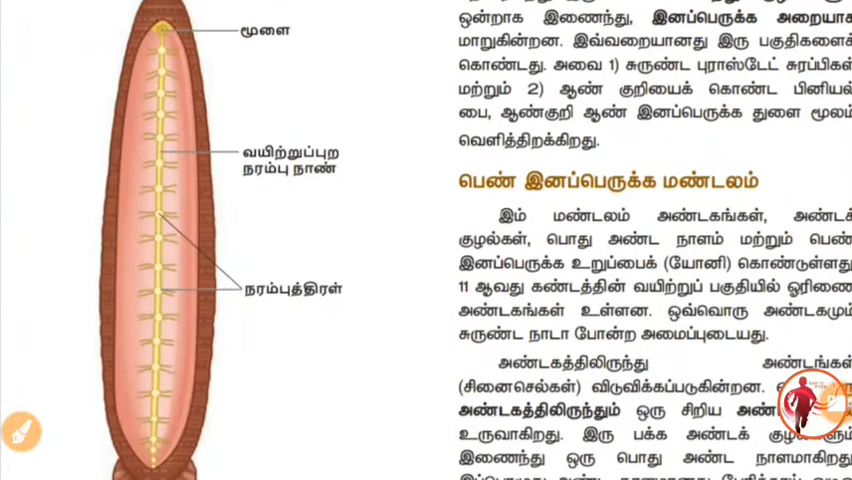 மூளை
வயிற்றுப்புற
நரம்பு நாண்
நரம்புத்திரள்
ஒன்றாக இணைந்து, இனப்பெருக்க அறையாக
மாறுகின்றன. இவ்வறையானது இரு பகுதிகளைக்
கொண்டது. அவை 1) சுருண்ட புராஸ்டேட் சுரப்பிகள்
மற்றும் 2) ஆண் குறியைக் கொண்ட பினியல்
பை, ஆண்குறி ஆண் இனப்பெருக்க துளை மூலம்
வெளித்திறக்கிறது.
பெண் இனப்பெருக்க மண்டலம்
இம் மண்டலம் அண்டகங்கள், அண்டக்
குழல்கள், பொது அண்ட நாளம் மற்றும் பெண்
இனப்பெருக்க உறுப்பைக் (யோனி) கொண்டுள்ளது
11 ஆவது கண்டத்தின் வயிற்றுப் பகுதியில் ஓரிணை
அண்டகங்கள் உள்ளன. ஒவ்வொரு அண்டகமும்
சுருண்ட நாடா போன்ற அமைப்புடையது.
அண்டகத்திலிருந்து அண்டங்கள்
(சினைசெல்கள்) விடுவிக்கப்படுகின்றன.
அண்டகத்திலிருந்தும் ஒரு சிறிய
உருவாகிறது. இரு பக்க அண்டக்
இணைந்து ஒரு பொது அண்ட நாளமாகிறது